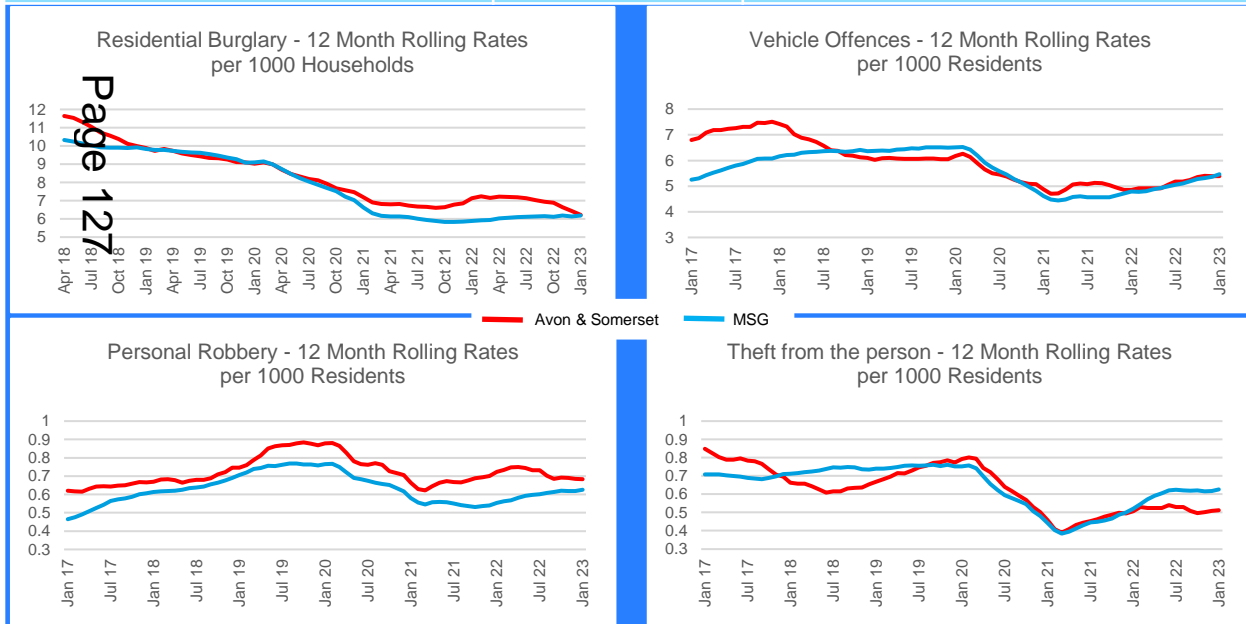 Residential Burglary - 12 Month Rolling Rates
per 1000 Households
12
11
10
9
8
7
6
5
Apr 18
Jul 18
Oct 18
Jan 19
Apr 19
Jul 19
Oct 19
Jan 20
Apr 20
Jul 20
Oct 20
Jan 21
Apr 21
Jul 21
Oct 21
Jan 22
Apr 22
Jul 22
Oct 22
Jan 23
Page 127
Vehicle Offences - 12 Month Rolling Rates
per 1000 Residents
8
7
6
5
4
3
Jan 17
Jul 17
Jan 18
Jul 18
Jan 19
Jul 19
Jan 20
Jul 20
Jan 21
Jul 21
Jan 22
Jul 22
Jan 23
Avon & Somerset
MSG
Personal Robbery - 12 Month Rolling Rates
per 1000 Residents
1
0.9
0.8
0.7
0.6
0.5
0.4
0.3
Jan 17
Jul 17
Jan 18
Jul 18
Jan 19
Jul 19
Jan 20
Jul 20
Jan 21
Jul 21
Jan 22
Jul 22
Jan 23
Theft from the person - 12 Month Rolling Rates
per 1000 Residents
1
0.9
0.8
0.7
0.6
0.5
0.4
0.3
Jan 17
Jul 17
Jan 18
Jul 18
Jan 19
Jul 19
Jan 20
Jul 20
Jan 21
Jul 21
Jan 22
Jul 22
Jan 23